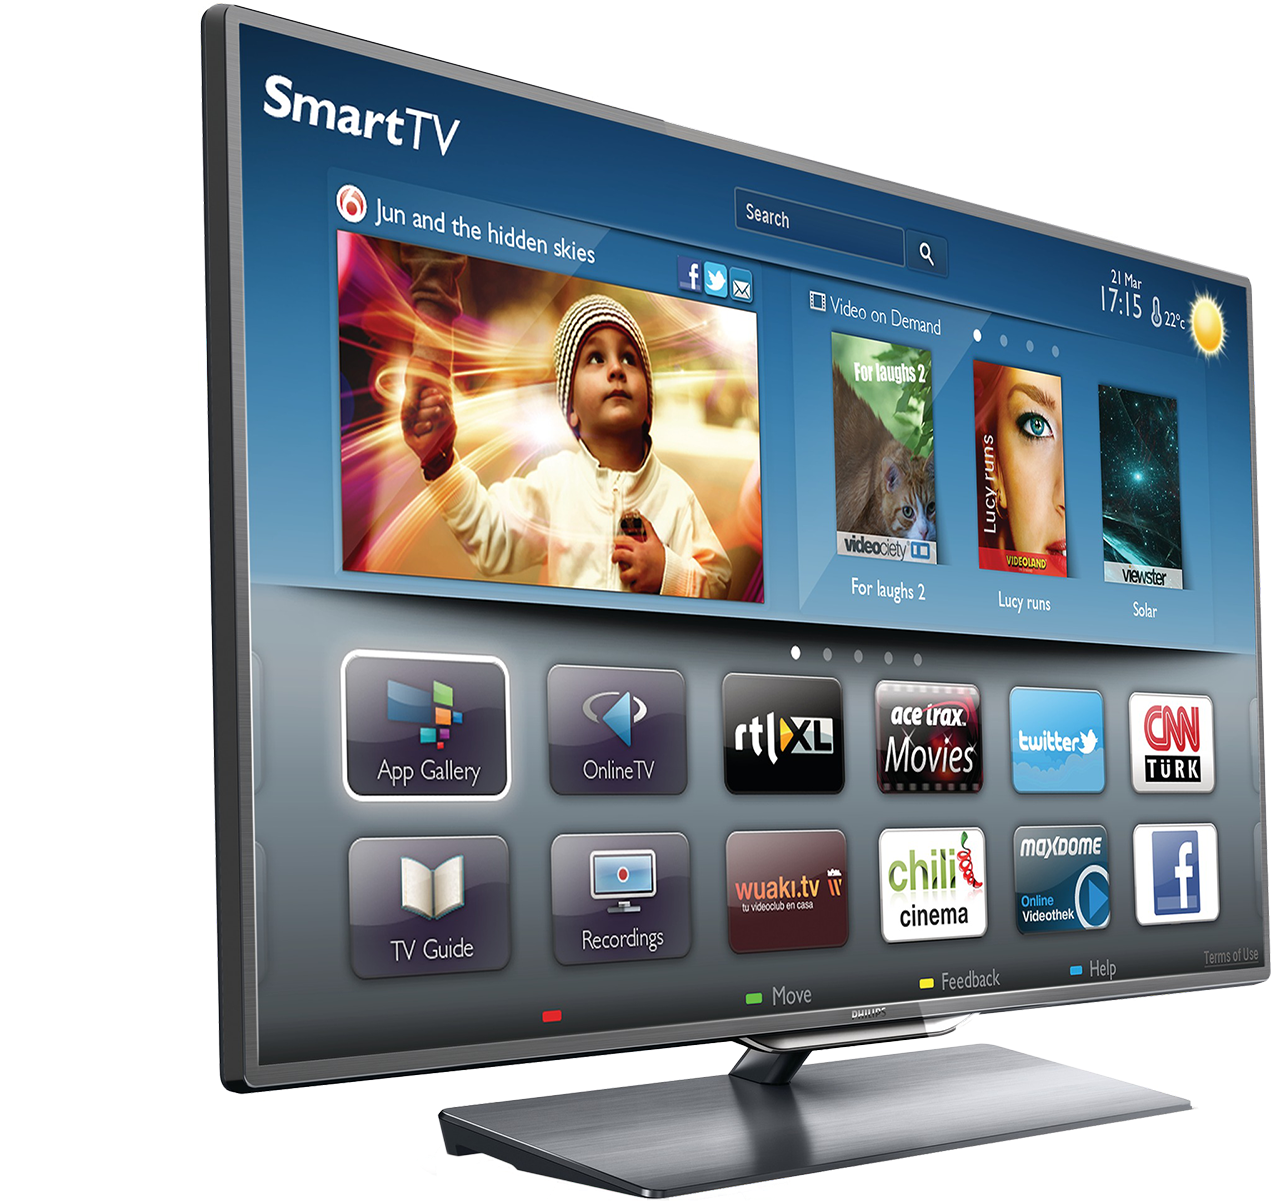 SmartTV
Jun and the hidden skies
Search
21 Mar
17:15 22°c
Video on Demand
For laughs 2
videociety
Lucy runs
VIDEOLAND
viewster
For laughs 2
Lucy runs
Solar
App Gallery
OnlineTV
rtl XL
ace trax.
Movies
twitter
CNN
TÜRK
TV Guide
Recordings
wuaki.tv
tu videoclub en casa
chili
cinema
maxdome
Online
Videothek
f
Terms of Use
Move
Feedback
Help
PHILIPS